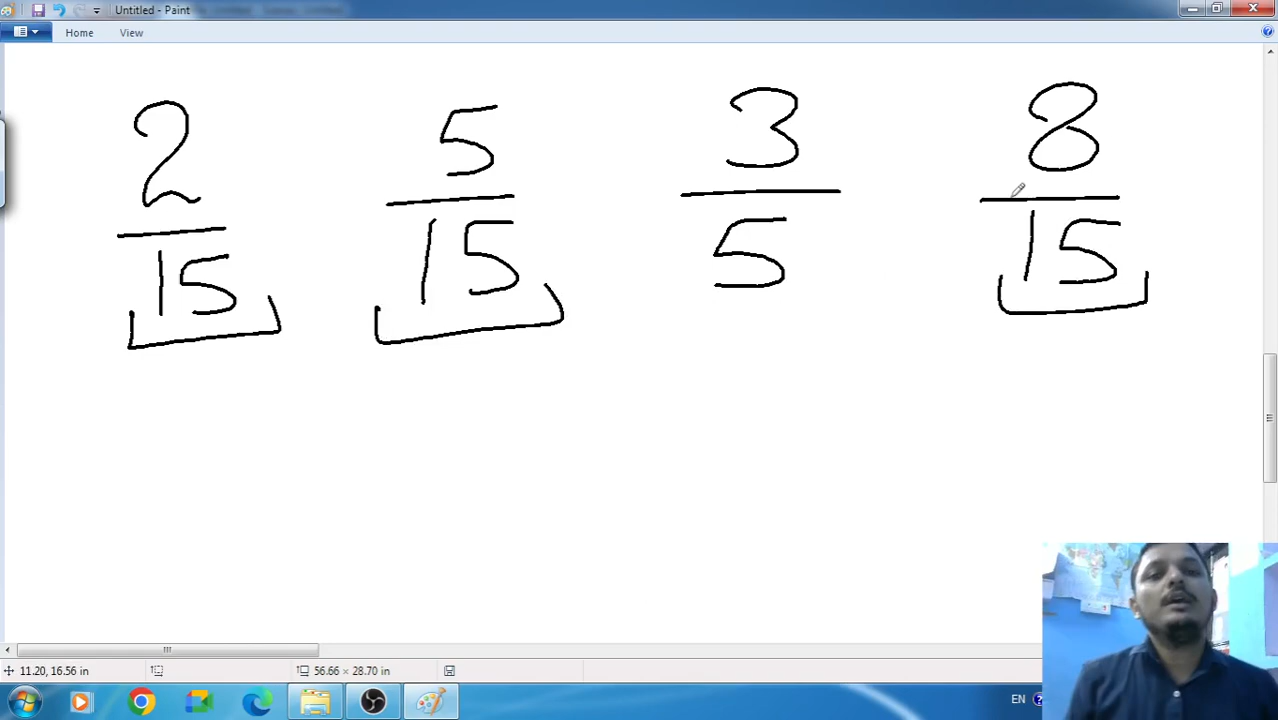 Untitled - Paint
Home View
2 5 3 8
15 15 5 15
11.20, 16.56 in 56.66 × 28.70 in
EN